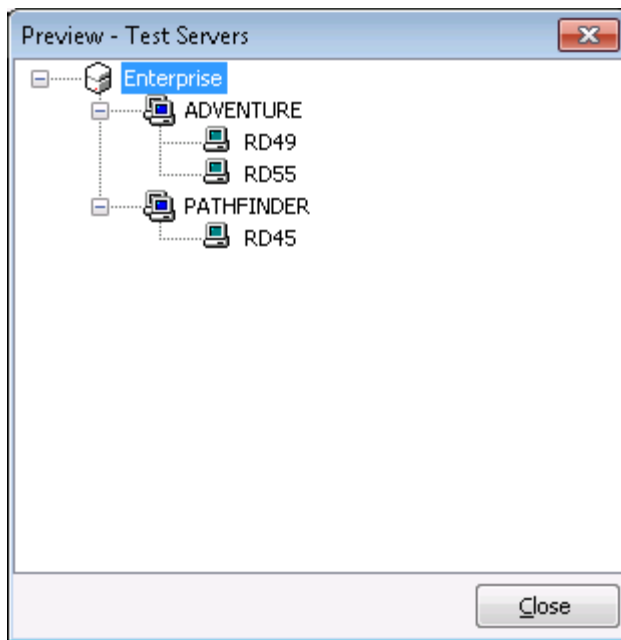 Preview - Test Servers
Enterprise
ADVENTURE
RD49
RD55
PATHFINDER
RD45
Close